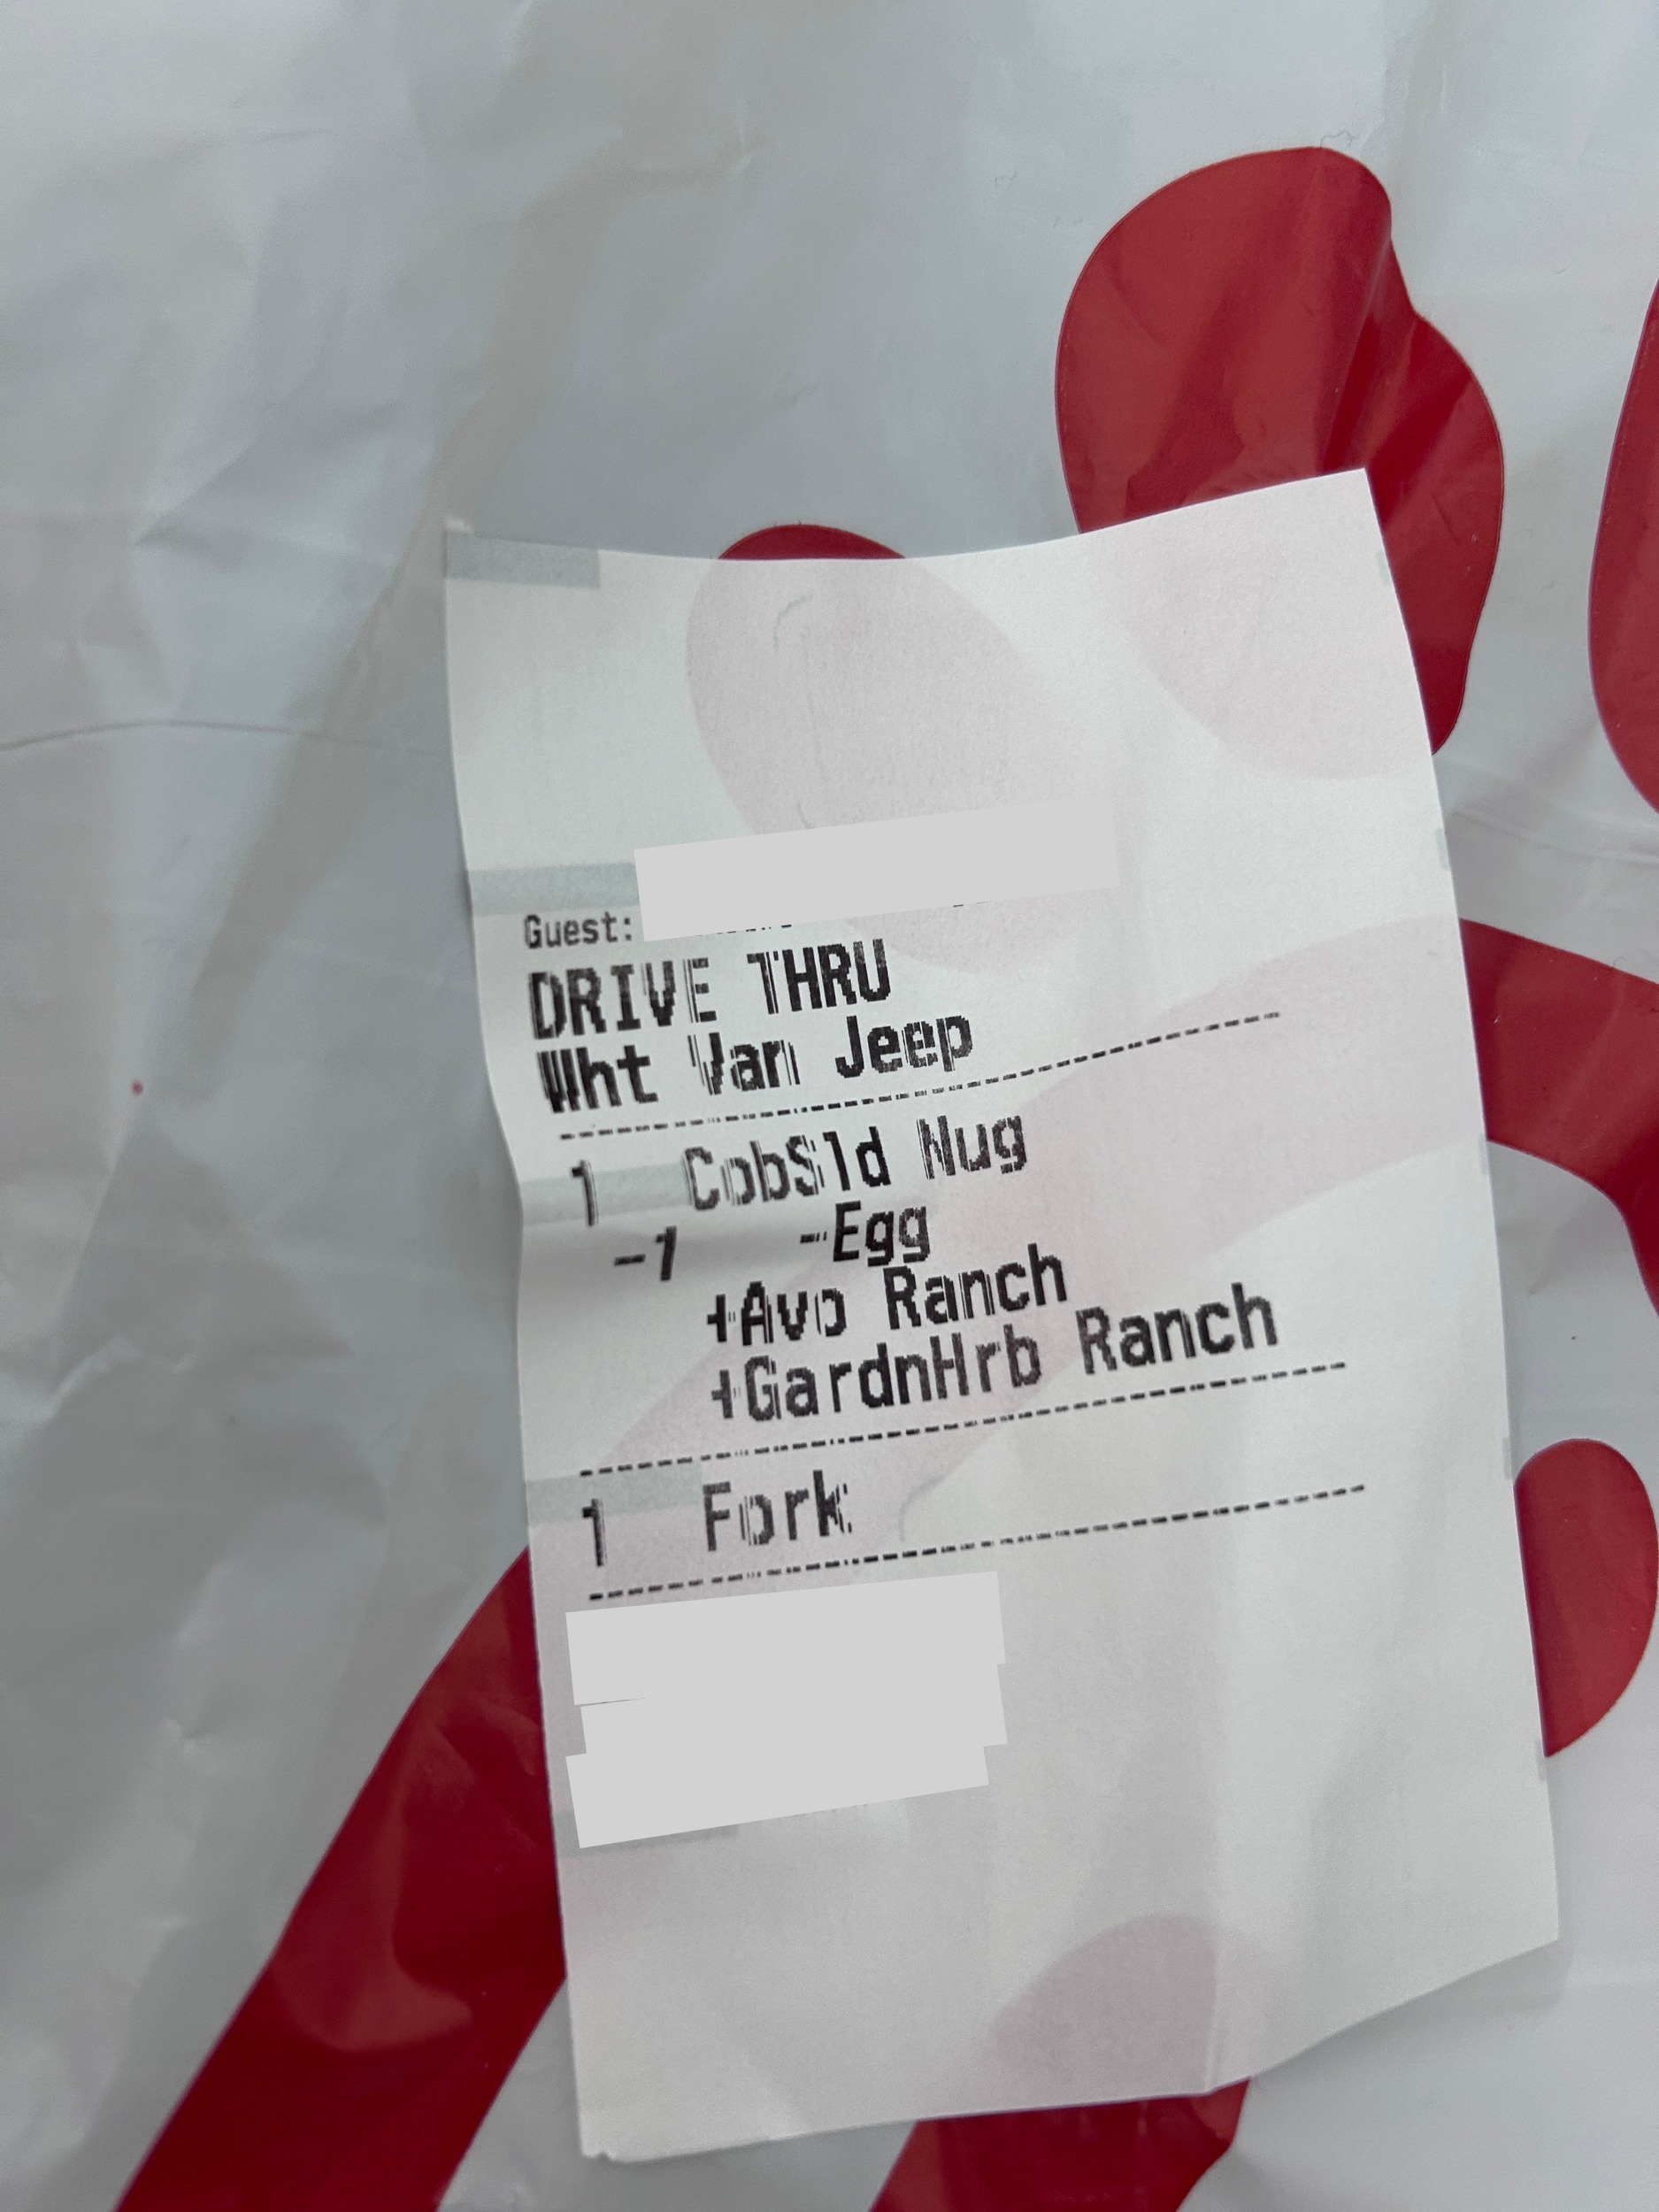 Guest:
DRIVE THRU
Wht Van Jeep
1 CobSld Nug
-1 -Egg
+Avo Ranch
+GardnHrb Ranch
1 Fork